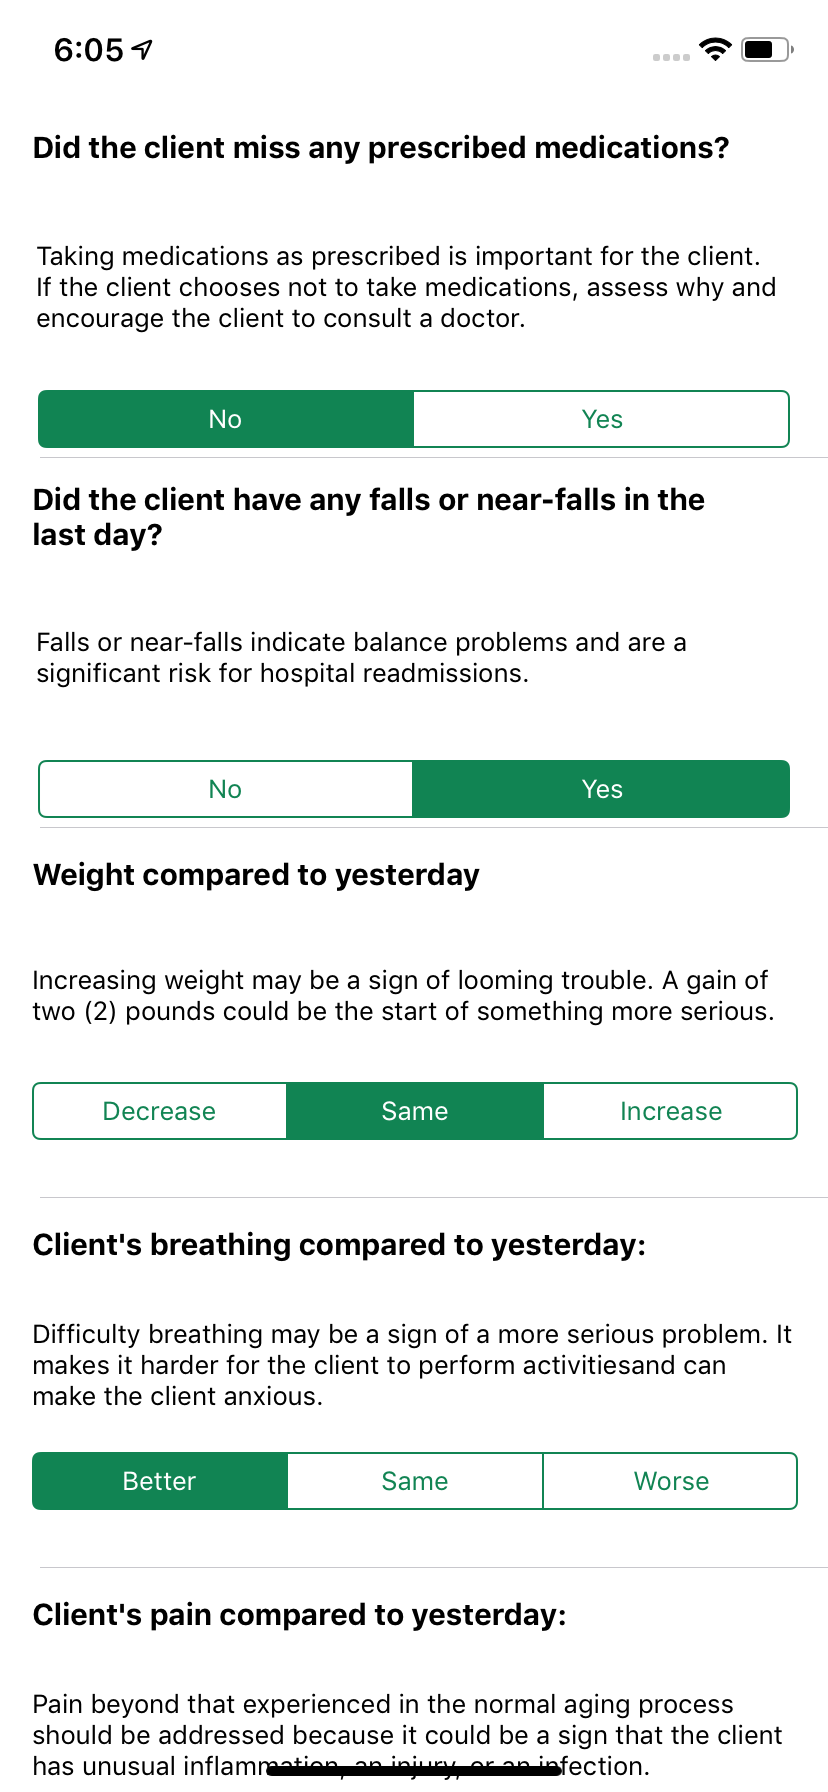 6:05
Did the client miss any prescribed medications?
Taking medications as prescribed is important for the client.
If the client chooses not to take medications, assess why and
encourage the client to consult a doctor.
No
Yes
Did the client have any falls or near-falls in the
last day?
Falls or near-falls indicate balance problems and are a
significant risk for hospital readmissions.
No
Yes
Weight compared to yesterday
Increasing weight may be a sign of looming trouble. A gain of
two (2) pounds could be the start of something more serious.
Decrease
Same
Increase
Client's breathing compared to yesterday:
Difficulty breathing may be a sign of a more serious problem. It
makes it harder for the client to perform activitiesand can
make the client anxious.
Better
Same
Worse
Client's pain compared to yesterday:
Pain beyond that experienced in the normal aging process
should be addressed because it could be a sign that the client
has unusual inflammation, an injury, or an infection.